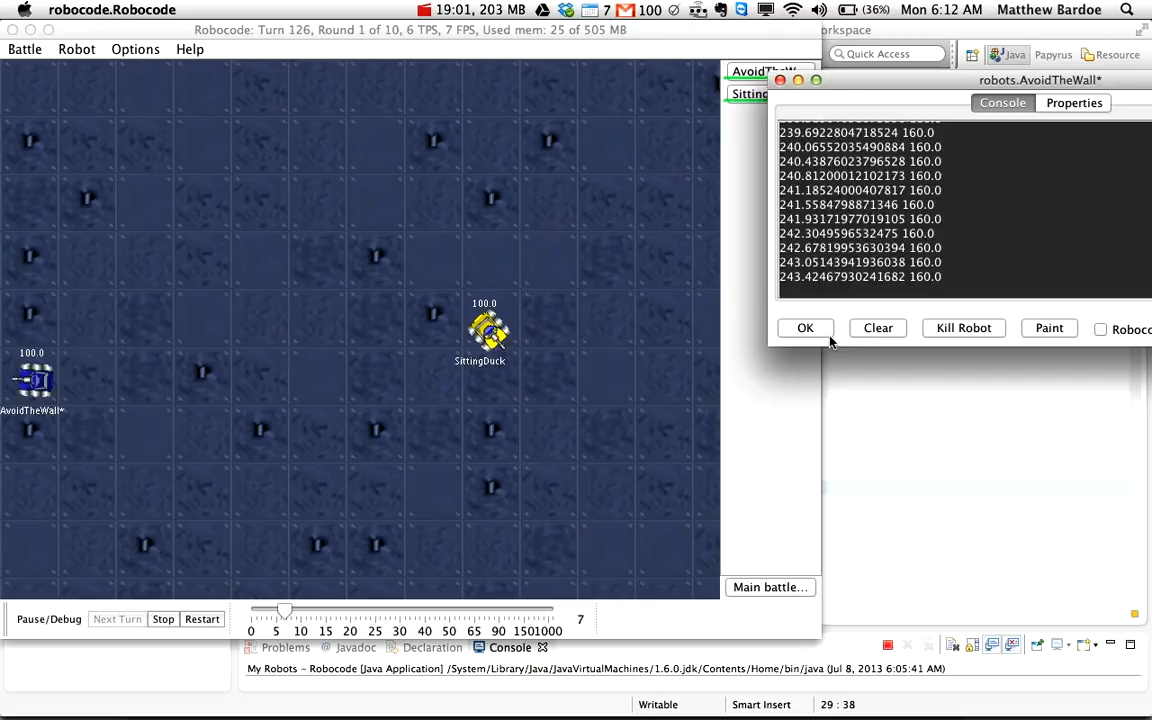 robocode.Robocode 19:01, 203 MB 7 100 (36%) Mon 6:12 AM Matthew Bardoe
Robocode: Turn 126, Round 1 of 10, 6 TPS, 7 FPS, Used mem: 25 of 505 MB
orkspace
Battle Robot Options Help
Quick Access Java Papyrus Resource
AvoidTheW
Sitting
robots.AvoidTheWall*
Console Properties
239.6922804718524 160.0
240.06552035490884 160.0
240.43876023796528 160.0
240.81200012102173 160.0
241.18524000407817 160.0
241.5584798871346 160.0
241.93171977019105 160.0
242.3049596532475 160.0
242.67819953630394 160.0
243.05143941936038 160.0
243.42467930241682 160.0
OK Clear Kill Robot Paint Roboco
100.0
SittingDuck
100.0
AvoidTheWall*
Main battle...
Pause/Debug Next Turn Stop Restart
0 5 10 15 20 25 30 40 50 65 90 150 1000
7
Problems Javadoc Declaration Console
My Robots - Robocode [Java Application] /System/Library/Java/JavaVirtualMachines/1.6.0.jdk/Contents/Home/bin/java (Jul 8, 2013 6:05:41 AM)
Writable Smart Insert 29 : 38